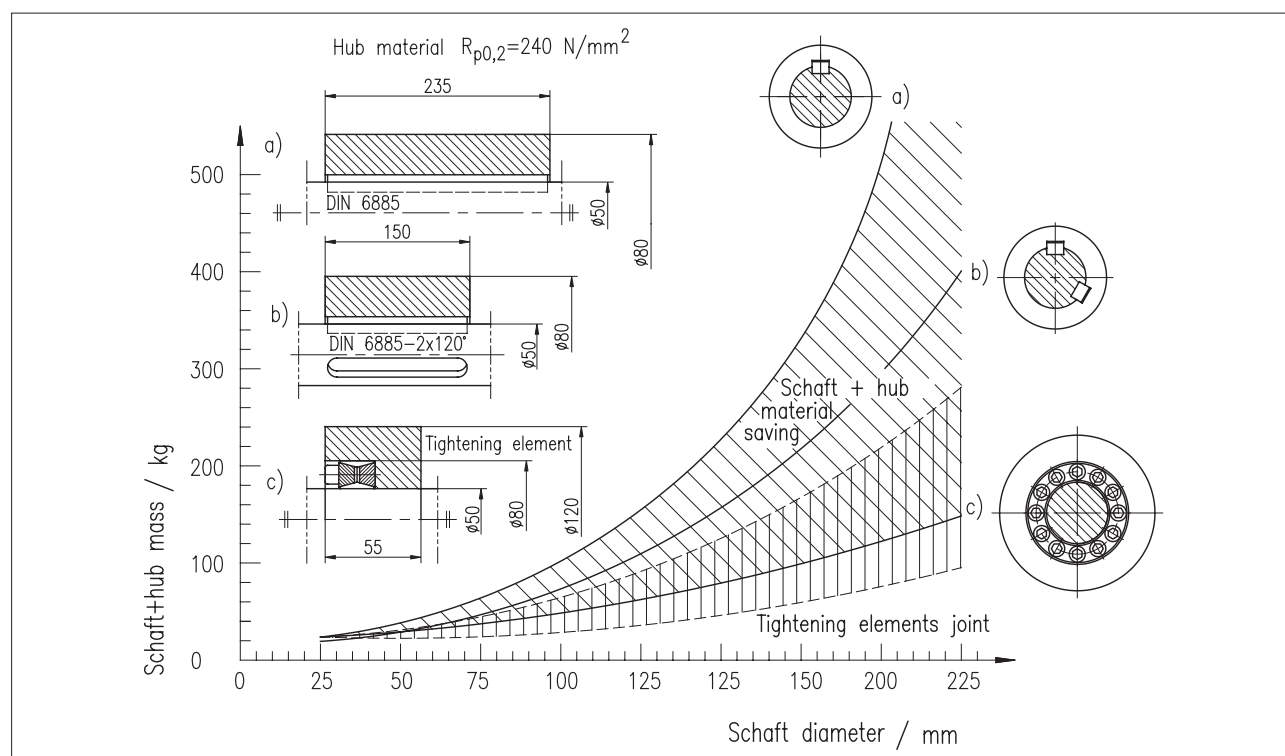 Hub material Rp0,2=240 N/mm2
235
a)
DIN 6885
ø50
ø80
150
b)
DIN 6885-2x120°
ø50
ø80
Tightening element
c)
ø50
ø80
ø120
55
a)
b)
c)
Schaft + hub
material
saving
Tightening elements joint
Schaft+hub mass / kg
500
400
300
200
100
0
0 25 50 75 100 125 125 150 200 225
Schaft diameter / mm